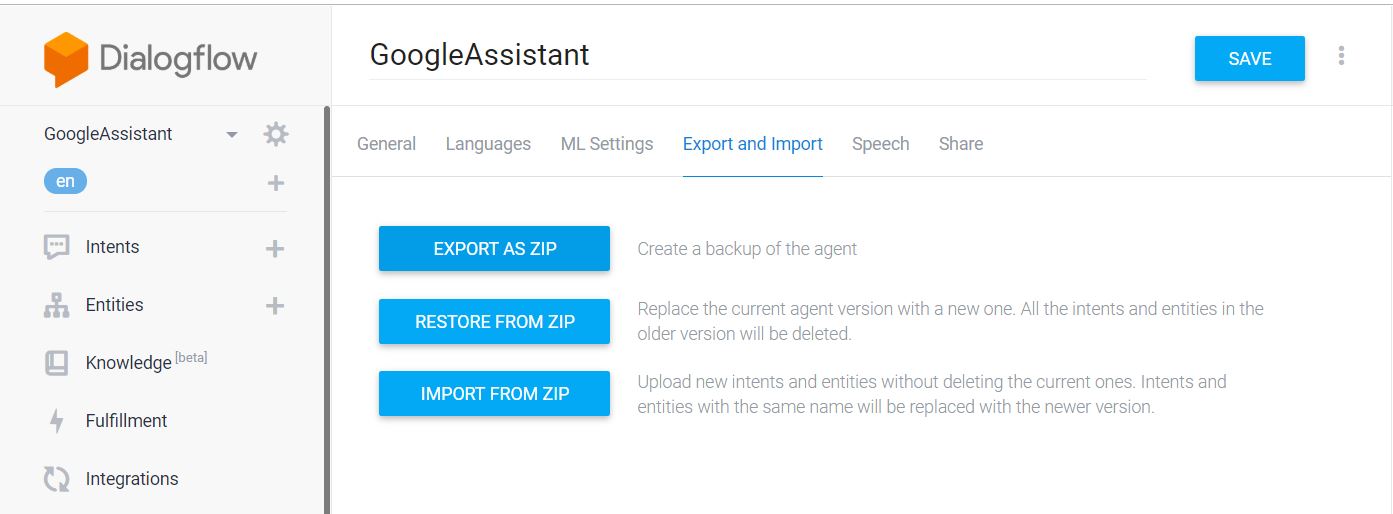 Dialogflow
GoogleAssistant
SAVE
GoogleAssistant
en
General Languages ML Settings Export and Import Speech Share
Intents
Entities
Knowledge [beta]
Fulfillment
Integrations
EXPORT AS ZIP
Create a backup of the agent
RESTORE FROM ZIP
Replace the current agent version with a new one. All the intents and entities in the
older version will be deleted.
IMPORT FROM ZIP
Upload new intents and entities without deleting the current ones. Intents and
entities with the same name will be replaced with the newer version.